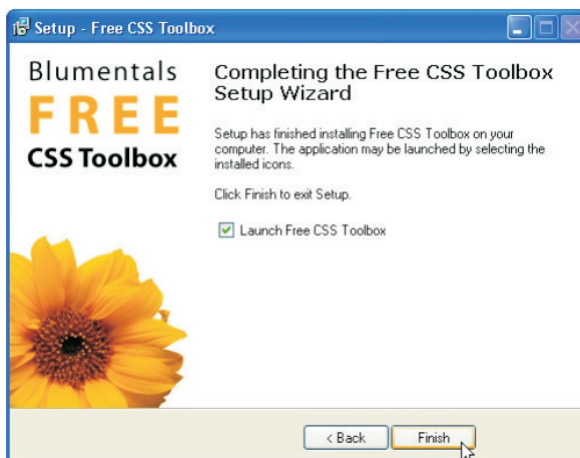 Setup - Free CSS Toolbox
Blumentals
FREE
CSS Toolbox
Completing the Free CSS Toolbox
Setup Wizard
Setup has finished installing Free CSS Toolbox on your
computer. The application may be launched by selecting the
installed icons.
Click Finish to exit Setup.
Launch Free CSS Toolbox
< Back
Finish